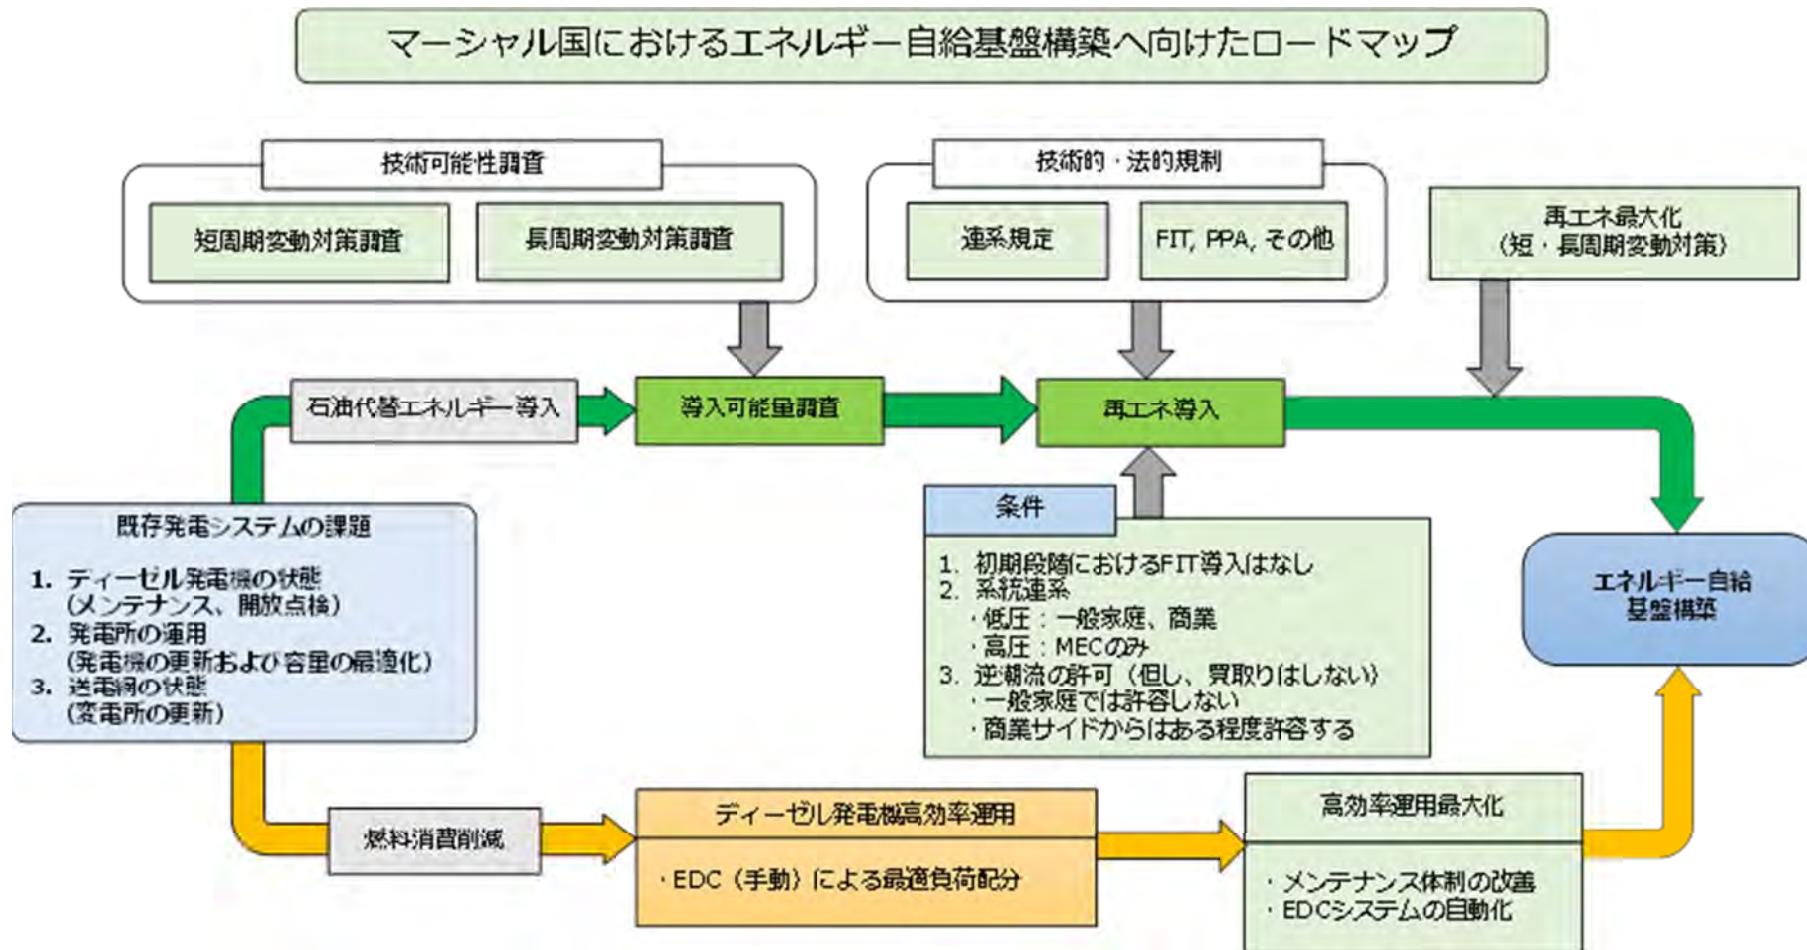 マーシャル国におけるエネルギー自給基盤構築へ向けたロードマップ
技術可能性調査
短周期変動対策調査
長周期変動対策調査
技術的・法的規制
連系規定
FIT, PPA, その他
再エネ最大化
(短・長周期変動対策)
石油代替エネルギー導入
導入可能量調査
再エネ導入
既存発電システムの課題
1. ディーゼル発電機の状態
(メンテナンス、開放点検)
2. 発電所の運用
(発電機の更新および容量の最適化)
3. 送電網の状態
(変電所の更新)
条件
1. 初期段階におけるFIT導入はなし
2. 系統連系
・低圧：一般家庭、商業
・高圧：MECのみ
3. 逆潮流の許可（但し、買取りはしない）
・一般家庭では許容しない
・商業サイドからはある程度許容する
エネルギー自給
基盤構築
燃料消費削減
ディーゼル発電機高効率運用
・EDC（手動）による最適負荷配分
高効率運用最大化
・メンテナンス体制の改善
・EDCシステムの自動化